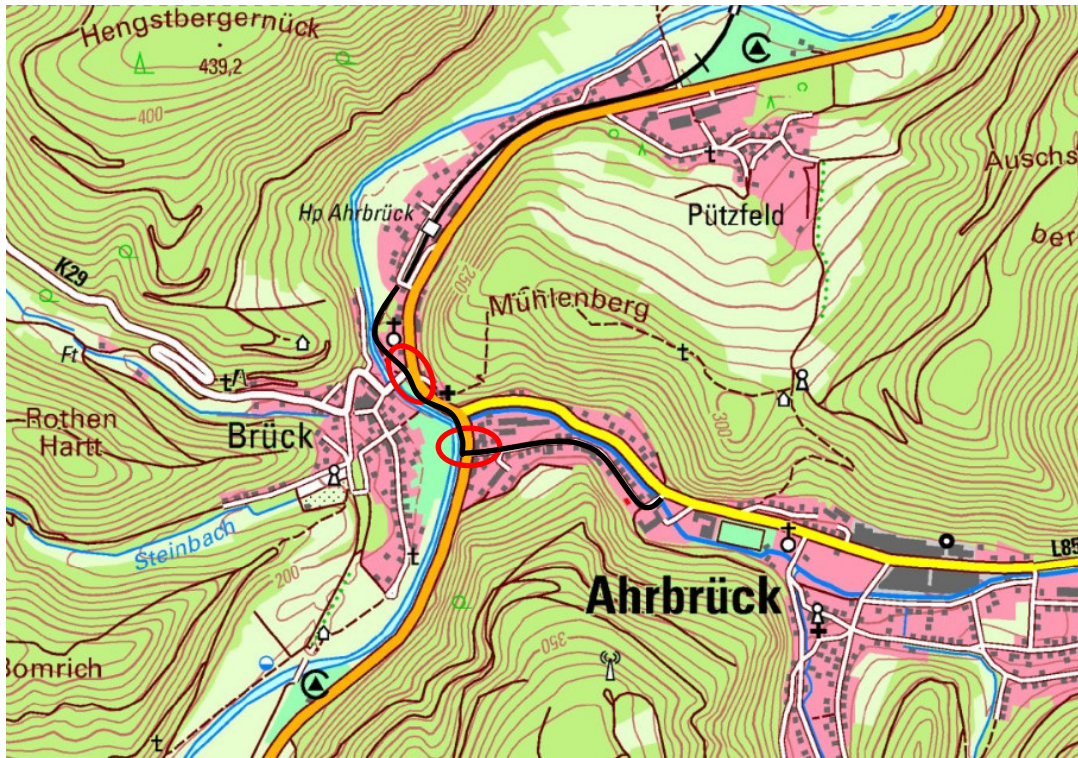 Hengstbergernück
439,2
400
Auschs
Pützfeld
Hp Ahrbrück
ber
K29
250
Mühlenberg
Ft
300
Rothen
Hartt
Brück
Steinbach
L85
200
Ahrbrück
350
Bomrich